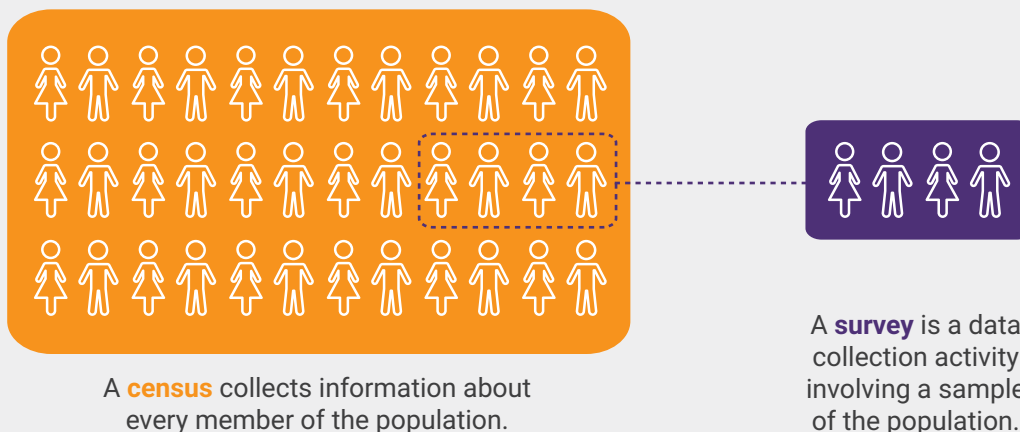 A census collects information about
every member of the population.
A survey is a data
collection activity
involving a sample
of the population.